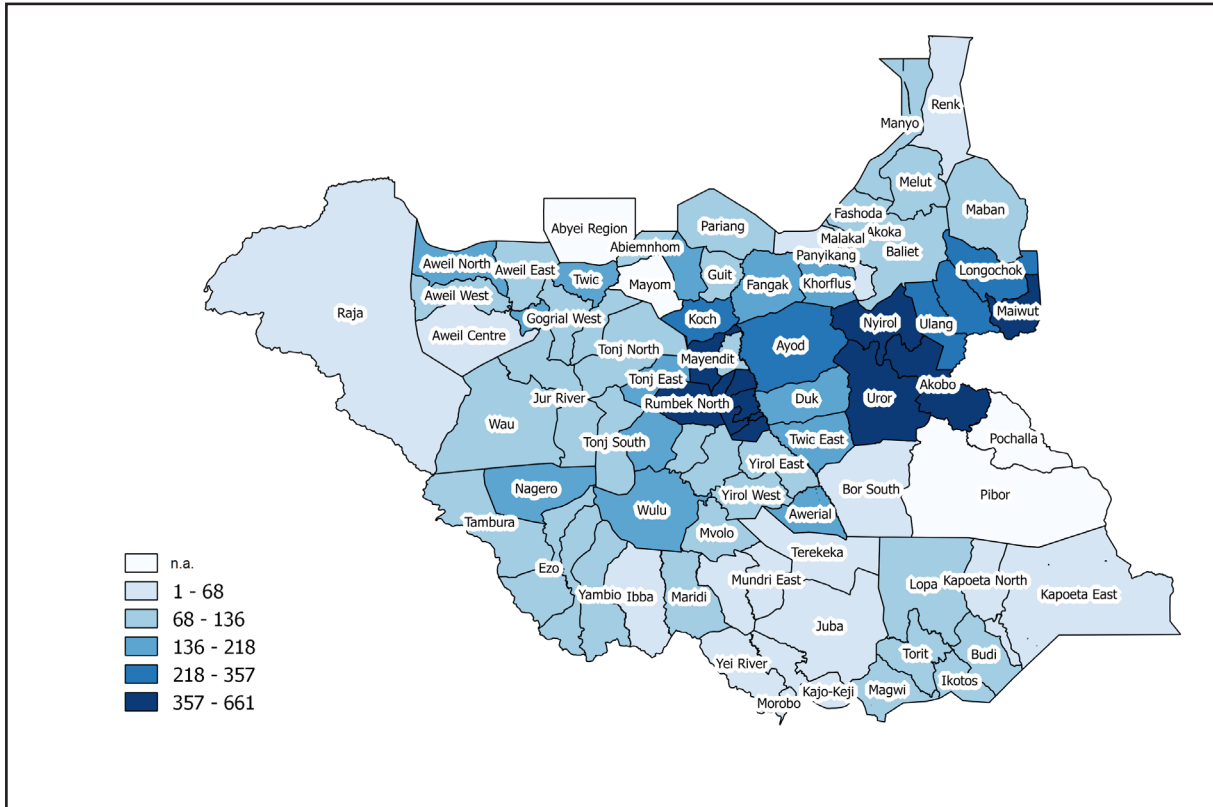 Renk
Manyo
Melut
Maban
Fashoda
Akoka
Malakal
Baliet
Panyikang
Pariang
Abyei Region
Abiemnhom
Aweil North
Aweil East
Twic
Mayom
Guit
Fangak
Khorflus
Longochok
Aweil West
Raja
Gogrial West
Koch
Nyirol
Ulang
Maiwut
Aweil Centre
Tonj North
Mayendit
Ayod
Tonj East
Akobo
Jur River
Rumbek North
Duk
Uror
Wau
Tonj South
Twic East
Pochalla
Yirol East
Nagero
Yirol West
Bor South
Pibor
Wulu
Awerial
Tambura
Mvolo
Terekeka
Ezo
Mundri East
Lopa
Kapoeta North
Yambio
Ibba
Maridi
Kapoeta East
Juba
Torit
Budi
Yei River
Ikotos
Kajo-Keji
Magwi
Morobo
n.a.
1 - 68
68 - 136
136 - 218
218 - 357
357 - 661